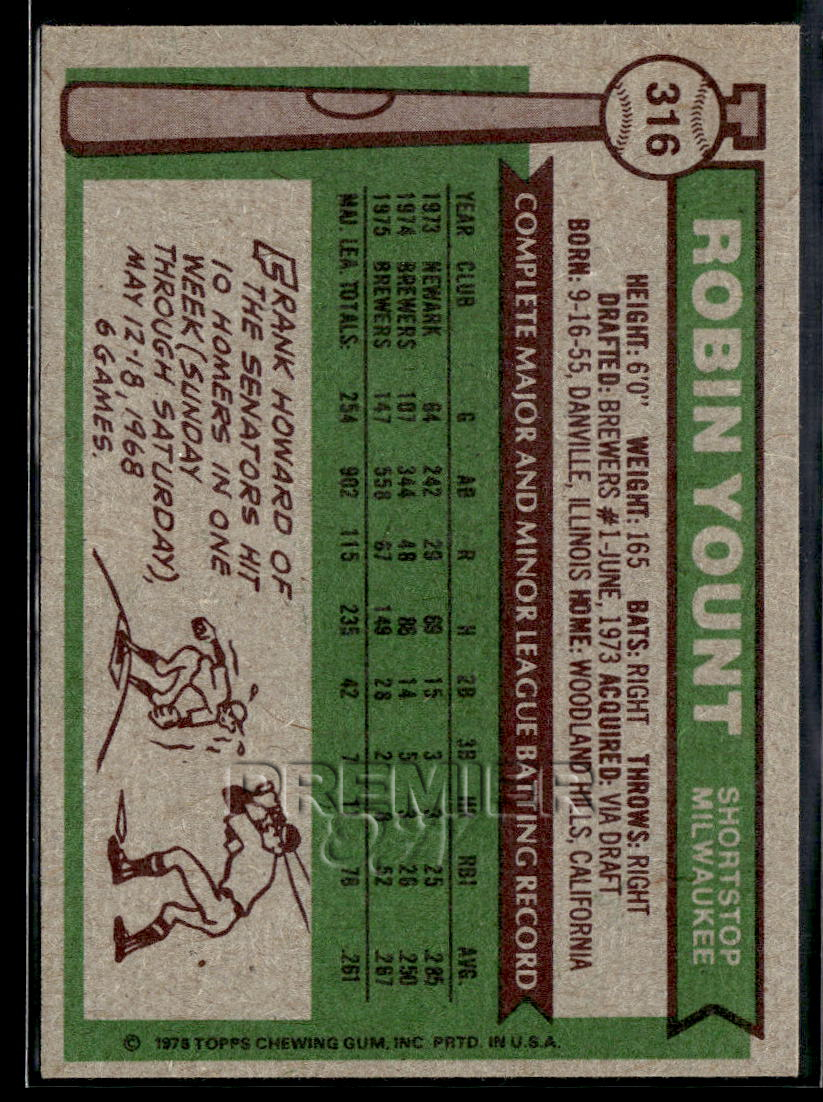 316
ROBIN YOUNT
SHORTSTOP
MILWAUKEE
HEIGHT: 6'0" WEIGHT: 165 BATS: RIGHT THROWS: RIGHT
DRAFTED: BREWERS #1-JUNE, 1973 ACQUIRED: VIA DRAFT
BORN: 9-16-55, DANVILLE, ILLINOIS HOME: WOODLAND HILLS, CALIFORNIA
COMPLETE MAJOR AND MINOR LEAGUE BATTING RECORD
YEAR CLUB G AB R H 2B 3B HR RBI AVG.
1973 NEWARK 64 242 29 69 15 3 3 25 .285
1974 BREWERS 107 344 48 86 14 5 3 26 .250
1975 BREWERS 147 558 67 149 28 2 8 52 .267
MAJ. LEA. TOTALS: 254 902 115 235 42 7 11 78 .261
FRANK HOWARD OF
THE SENATORS HIT
10 HOMERS IN ONE
WEEK (SUNDAY
THROUGH SATURDAY),
MAY 12-18, 1968
6 GAMES.
© 1976 TOPPS CHEWING GUM, INC PRTD. IN U.S.A.
PREMIER